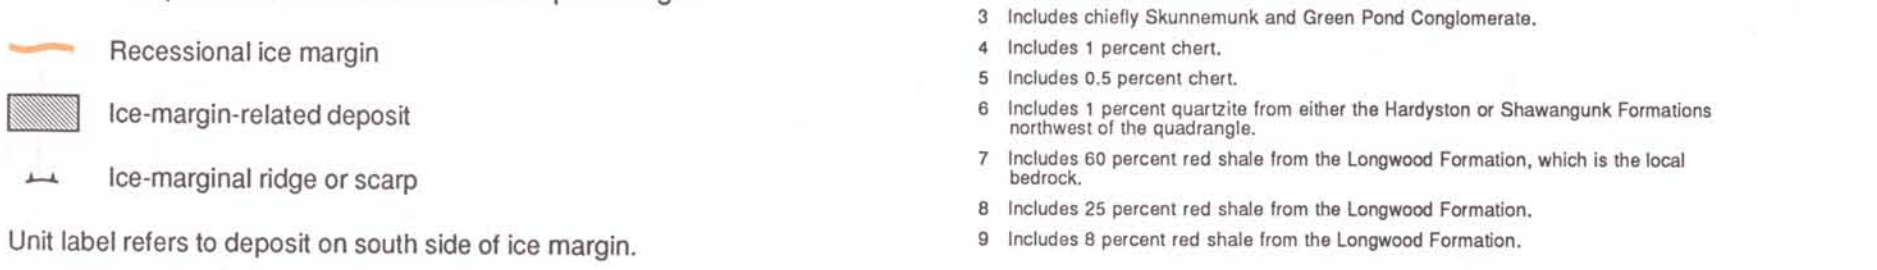 Recessional ice margin
Ice-margin-related deposit
Ice-marginal ridge or scarp
Unit label refers to deposit on south side of ice margin.
3 Includes chiefly Skunnemunk and Green Pond Conglomerate.
4 Includes 1 percent chert.
5 Includes 0.5 percent chert.
6 Includes 1 percent quartzite from either the Hardyston or Shawangunk Formations
northwest of the quadrangle.
7 Includes 60 percent red shale from the Longwood Formation, which is the local
bedrock.
8 Includes 25 percent red shale from the Longwood Formation.
9 Includes 8 percent red shale from the Longwood Formation.